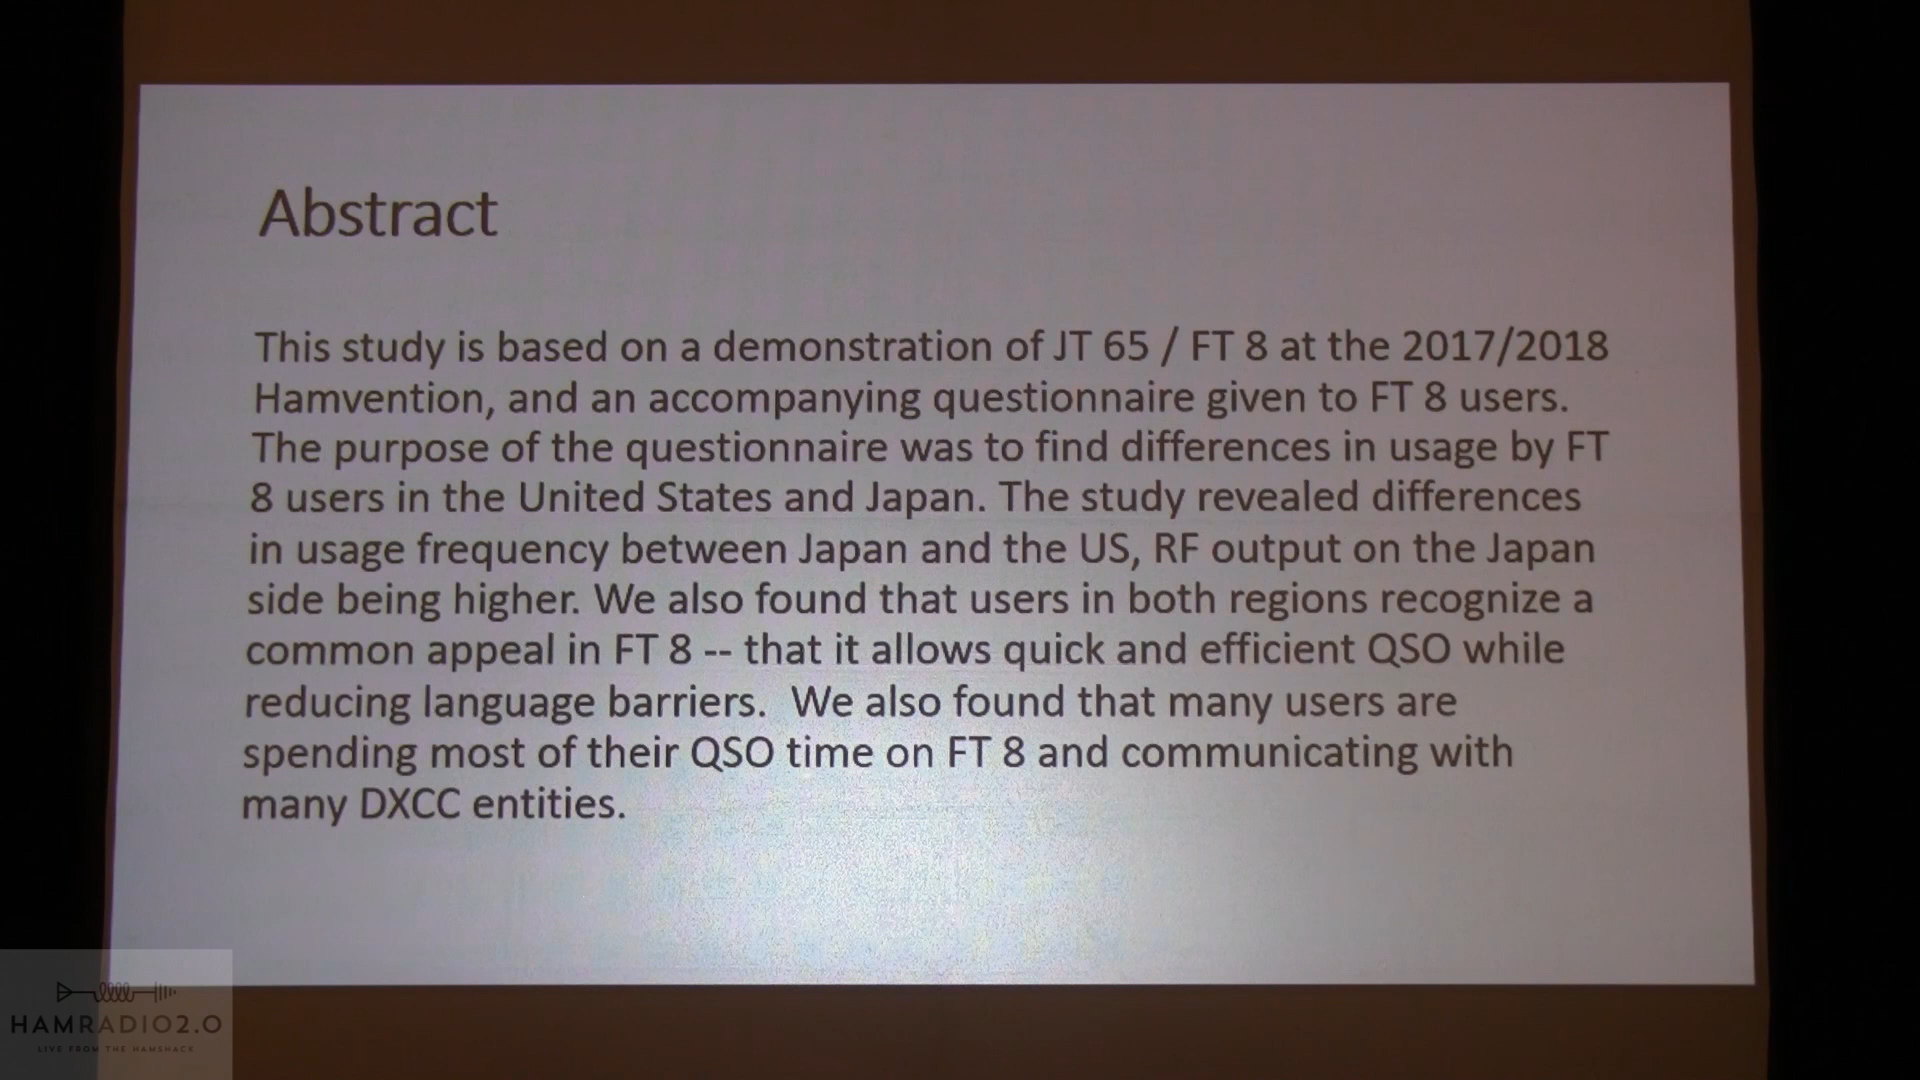 Abstract
This study is based on a demonstration of JT 65 / FT 8 at the 2017/2018
Hamvention, and an accompanying questionnaire given to FT 8 users.
The purpose of the questionnaire was to find differences in usage by FT
8 users in the United States and Japan. The study revealed differences
in usage frequency between Japan and the US, RF output on the Japan
side being higher. We also found that users in both regions recognize a
common appeal in FT 8 -- that it allows quick and efficient QSO while
reducing language barriers.  We also found that many users are
spending most of their QSO time on FT 8 and communicating with
many DXCC entities.
HAMRADIO2.0
LIVE FROM THE HAMSHACK